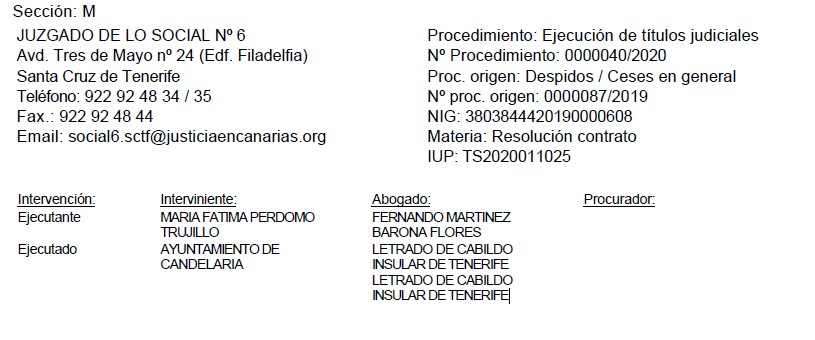 Sección: M
JUZGADO DE LO SOCIAL Nº 6
Avd. Tres de Mayo nº 24 (Edf. Filadelfia)
Santa Cruz de Tenerife
Teléfono: 922 92 48 34 / 35
Fax.: 922 92 48 44
Email: social6.sctf@justiciaencanarias.org
Procedimiento: Ejecución de títulos judiciales
Nº Procedimiento: 0000040/2020
Proc. origen: Despidos / Ceses en general
Nº proc. origen: 0000087/2019
NIG: 3803844420190000608
Materia: Resolución contrato
IUP: TS2020011025
Intervención: Interviniente: Abogado: Procurador:
Ejecutante MARIA FATIMA PERDOMO FERNANDO MARTINEZ
TRUJILLO BARONA FLORES
Ejecutado AYUNTAMIENTO DE LETRADO DE CABILDO
CANDELARIA INSULAR DE TENERIFE
LETRADO DE CABILDO
INSULAR DE TENERIFE